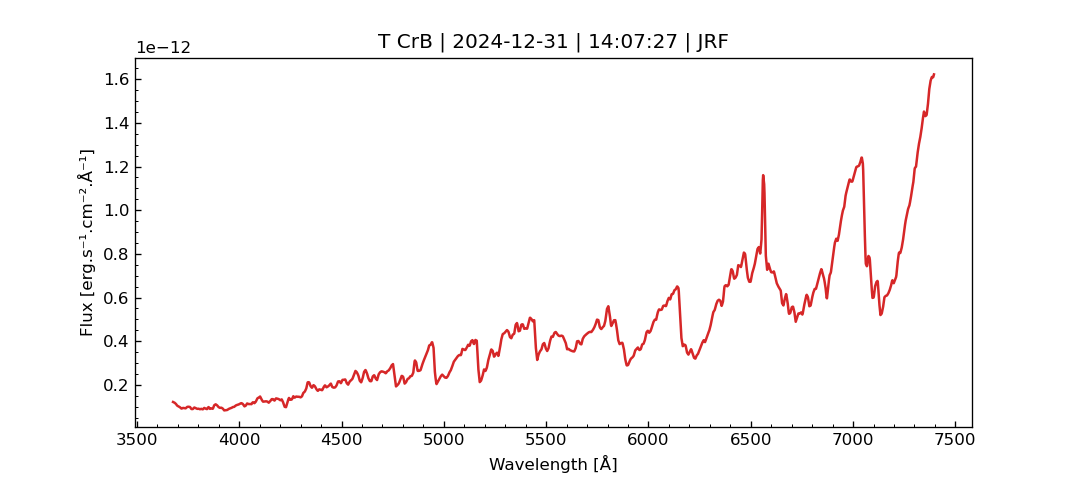 T CrB | 2024-12-31 | 14:07:27 | JRF
1e−12
Flux [erg.s⁻¹.cm⁻².Å⁻¹]
1.6
1.4
1.2
1.0
0.8
0.6
0.4
0.2
3500 4000 4500 5000 5500 6000 6500 7000 7500
Wavelength [Å]